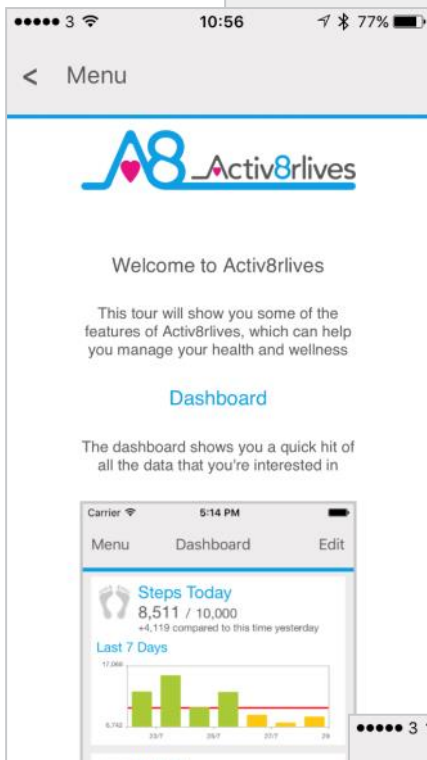 3 10:56 77%
< Menu
A8 Activ8rlives
Welcome to Activ8rlives
This tour will show you some of the
features of Activ8rlives, which can help
you manage your health and wellness
Dashboard
The dashboard shows you a quick hit of
all the data that you're interested in
Carrier 5:14 PM
Menu Dashboard Edit
Steps Today
8,511 / 10,000
+4,119 compared to this time yesterday
Last 7 Days
6,742
23/7 25/7 27/7 29
3